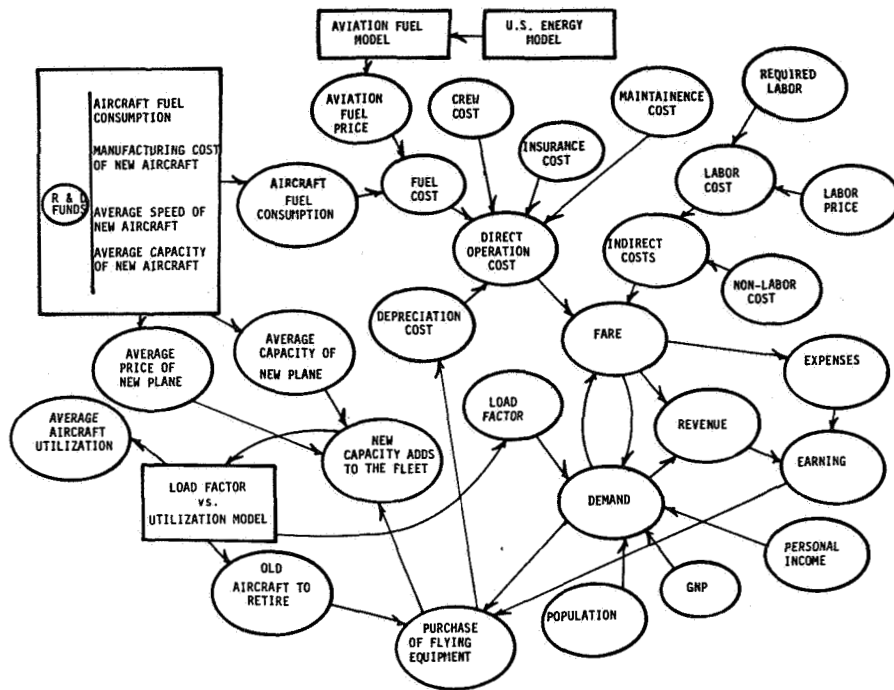 AVIATION FUEL
MODEL
U.S. ENERGY
MODEL
AIRCRAFT FUEL
CONSUMPTION
MANUFACTURING COST
OF NEW AIRCRAFT
R & D
FUNDS
AVERAGE SPEED OF
NEW AIRCRAFT
AVERAGE CAPACITY
OF NEW AIRCRAFT
AVIATION
FUEL
PRICE
CREW
COST
MAINTAINENCE
COST
REQUIRED
LABOR
INSURANCE
COST
AIRCRAFT
FUEL
CONSUMPTION
FUEL
COST
LABOR
COST
LABOR
PRICE
DIRECT
OPERATION
COST
INDIRECT
COSTS
NON-LABOR
COST
DEPRECIATION
COST
FARE
AVERAGE
PRICE OF
NEW PLANE
AVERAGE
CAPACITY OF
NEW PLANE
EXPENSES
AVERAGE
AIRCRAFT
UTILIZATION
LOAD
FACTOR
REVENUE
NEW
CAPACITY ADDS
TO THE FLEET
EARNING
LOAD FACTOR
vs.
UTILIZATION MODEL
DEMAND
PERSONAL
INCOME
OLD
AIRCRAFT TO
RETIRE
GNP
POPULATION
PURCHASE
OF FLYING
EQUIPMENT